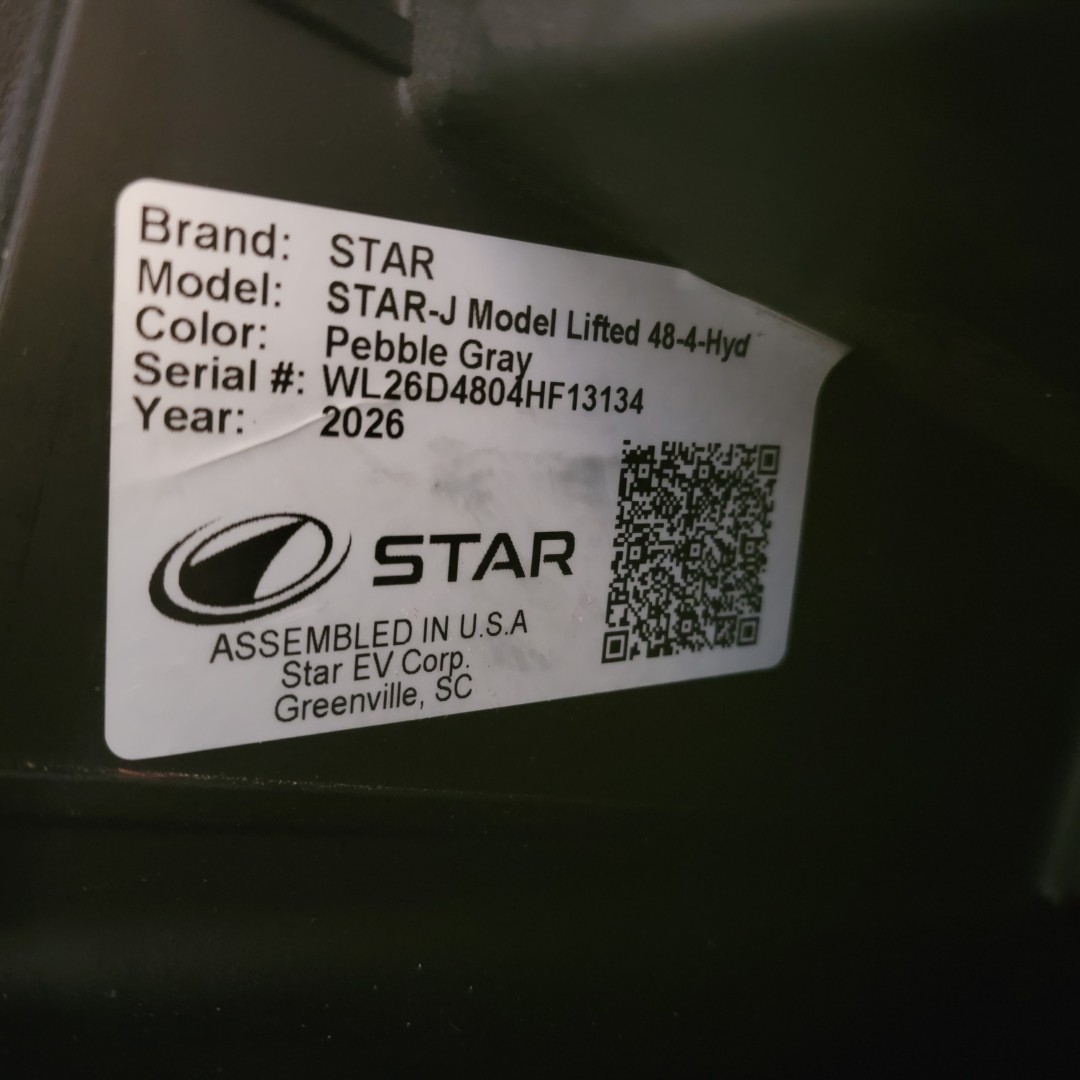 Brand: STAR
Model: STAR-J Model Lifted 48-4-Hyd
Color: Pebble Gray
Serial #: WL26D4804HF13134
Year: 2026
STAR
ASSEMBLED IN U.S.A
Star EV Corp.
Greenville, SC